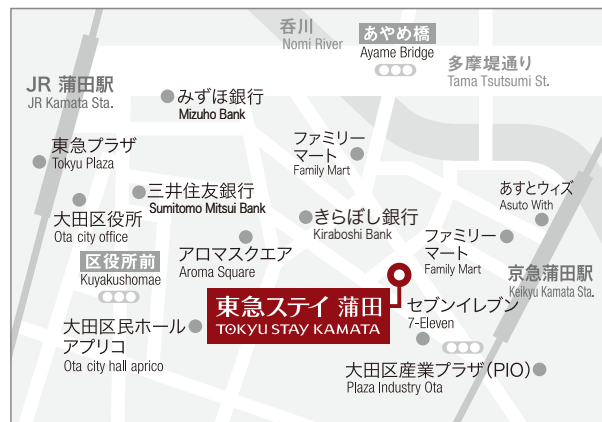 呑川
Nomi River
あやめ橋
Ayame Bridge
多摩堤通り
Tama Tsutsumi St.
JR 蒲田駅
JR Kamata Sta.
みずほ銀行
Mizuho Bank
東急プラザ
Tokyu Plaza
ファミリー
マート
Family Mart
三井住友銀行
Sumitomo Mitsui Bank
あすとウィズ
Asuto With
大田区役所
Ota city office
きらぼし銀行
Kiraboshi Bank
ファミリー
マート
Family Mart
アロマスクエア
Aroma Square
区役所前
Kuyakushomae
京急蒲田駅
Keikyu Kamata Sta.
東急ステイ 蒲田
TOKYU STAY KAMATA
セブンイレブン
7-Eleven
大田区民ホール
アプリコ
Ota city hall aprico
大田区産業プラザ(PIO)
Plaza Industry Ota